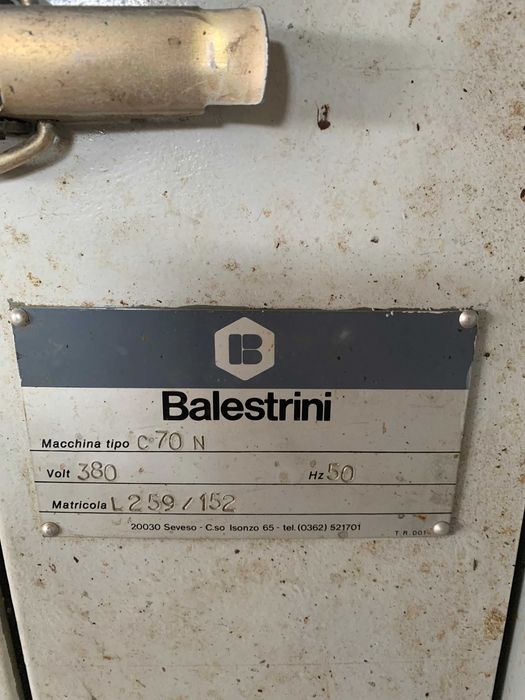 B
Balestrini
Macchina tipo C 70 N
Volt 380 Hz 50
Matricola L259/152
20030 Seveso - C.so Isonzo 65 - tel. (0362) 521701
T.R. 001